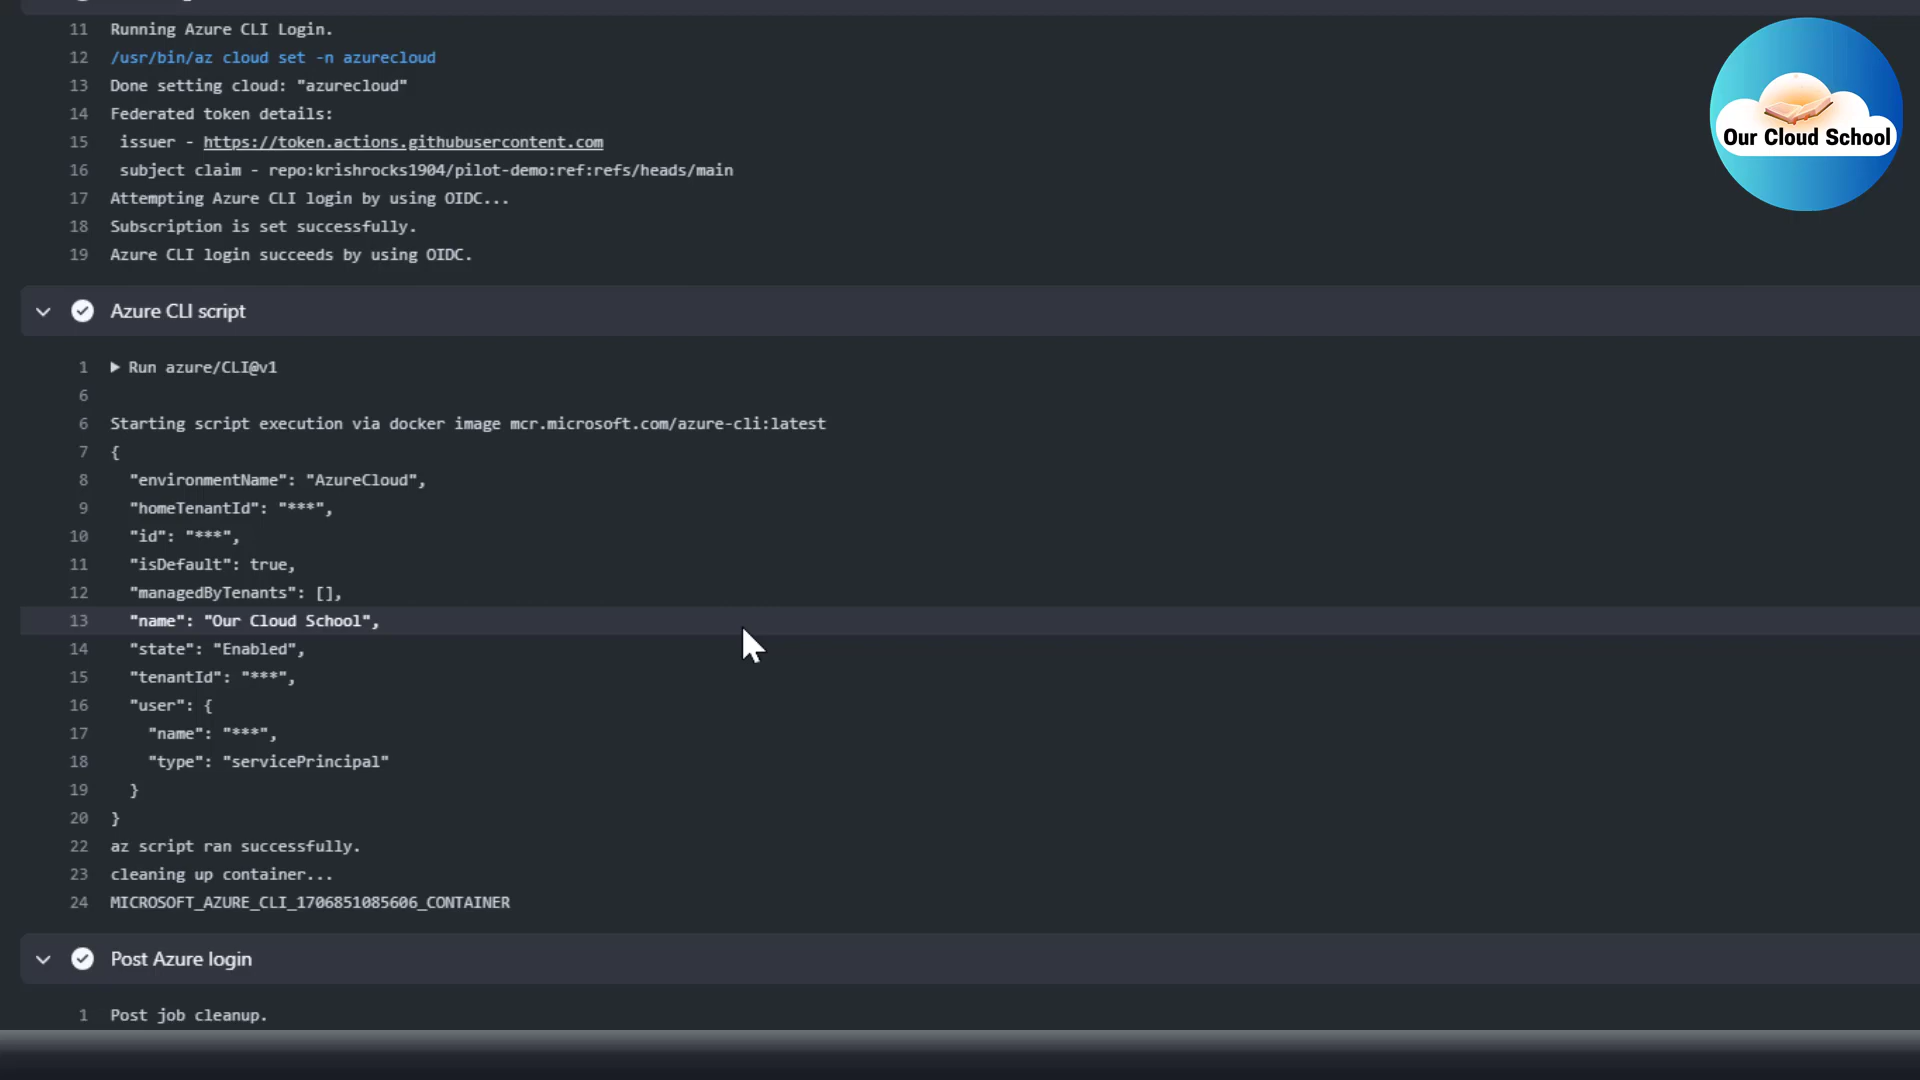 11 Running Azure CLI Login.
12 /usr/bin/az cloud set -n azurecloud
13 Done setting cloud: "azurecloud"
14 Federated token details:
15 issuer - https://token.actions.githubusercontent.com
16 subject claim - repo:krishrocks1904/pilot-demo:ref:refs/heads/main
17 Attempting Azure CLI login by using OIDC...
18 Subscription is set successfully.
19 Azure CLI login succeeds by using OIDC.
Our Cloud School
Azure CLI script
1 Run azure/CLI@v1
6
6 Starting script execution via docker image mcr.microsoft.com/azure-cli:latest
7 {
8 "environmentName": "AzureCloud",
9 "homeTenantId": "***",
10 "id": "***",
11 "isDefault": true,
12 "managedByTenants": [],
13 "name": "Our Cloud School",
14 "state": "Enabled",
15 "tenantId": "***",
16 "user": {
17 "name": "***",
18 "type": "servicePrincipal"
19 }
20 }
22 az script ran successfully.
23 cleaning up container...
24 MICROSOFT_AZURE_CLI_1706851085606_CONTAINER
Post Azure login
1 Post job cleanup.